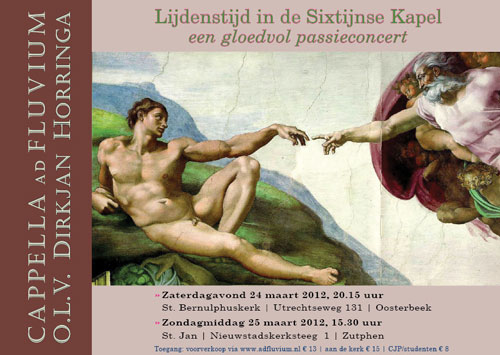 CAPPELLA AD FLUVIUM
O.L.V. DIRKJAN HORRINGA
Lijdenstijd in de Sixtijnse Kapel
een gloedvol passieconcert
» Zaterdagavond 24 maart 2012, 20.15 uur
St. Bernulphuskerk | Utrechtseweg 131 | Oosterbeek
» Zondagmiddag 25 maart 2012, 15.30 uur
St. Jan | Nieuwstadskerksteeg 1 | Zutphen
Toegang: voorverkoop via www.adfluvium.nl € 13 | aan de kerk € 15 | CJP/studenten € 8